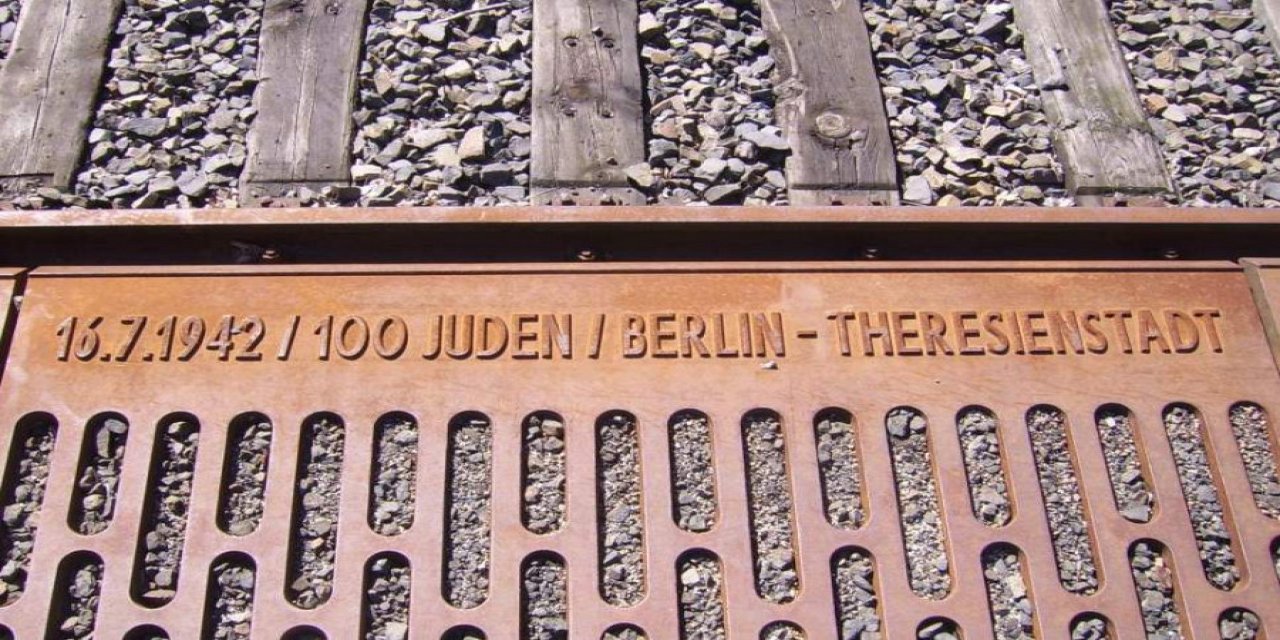 16.7.1942 / 100 JUDEN / BERLIN - THERESIENSTADT